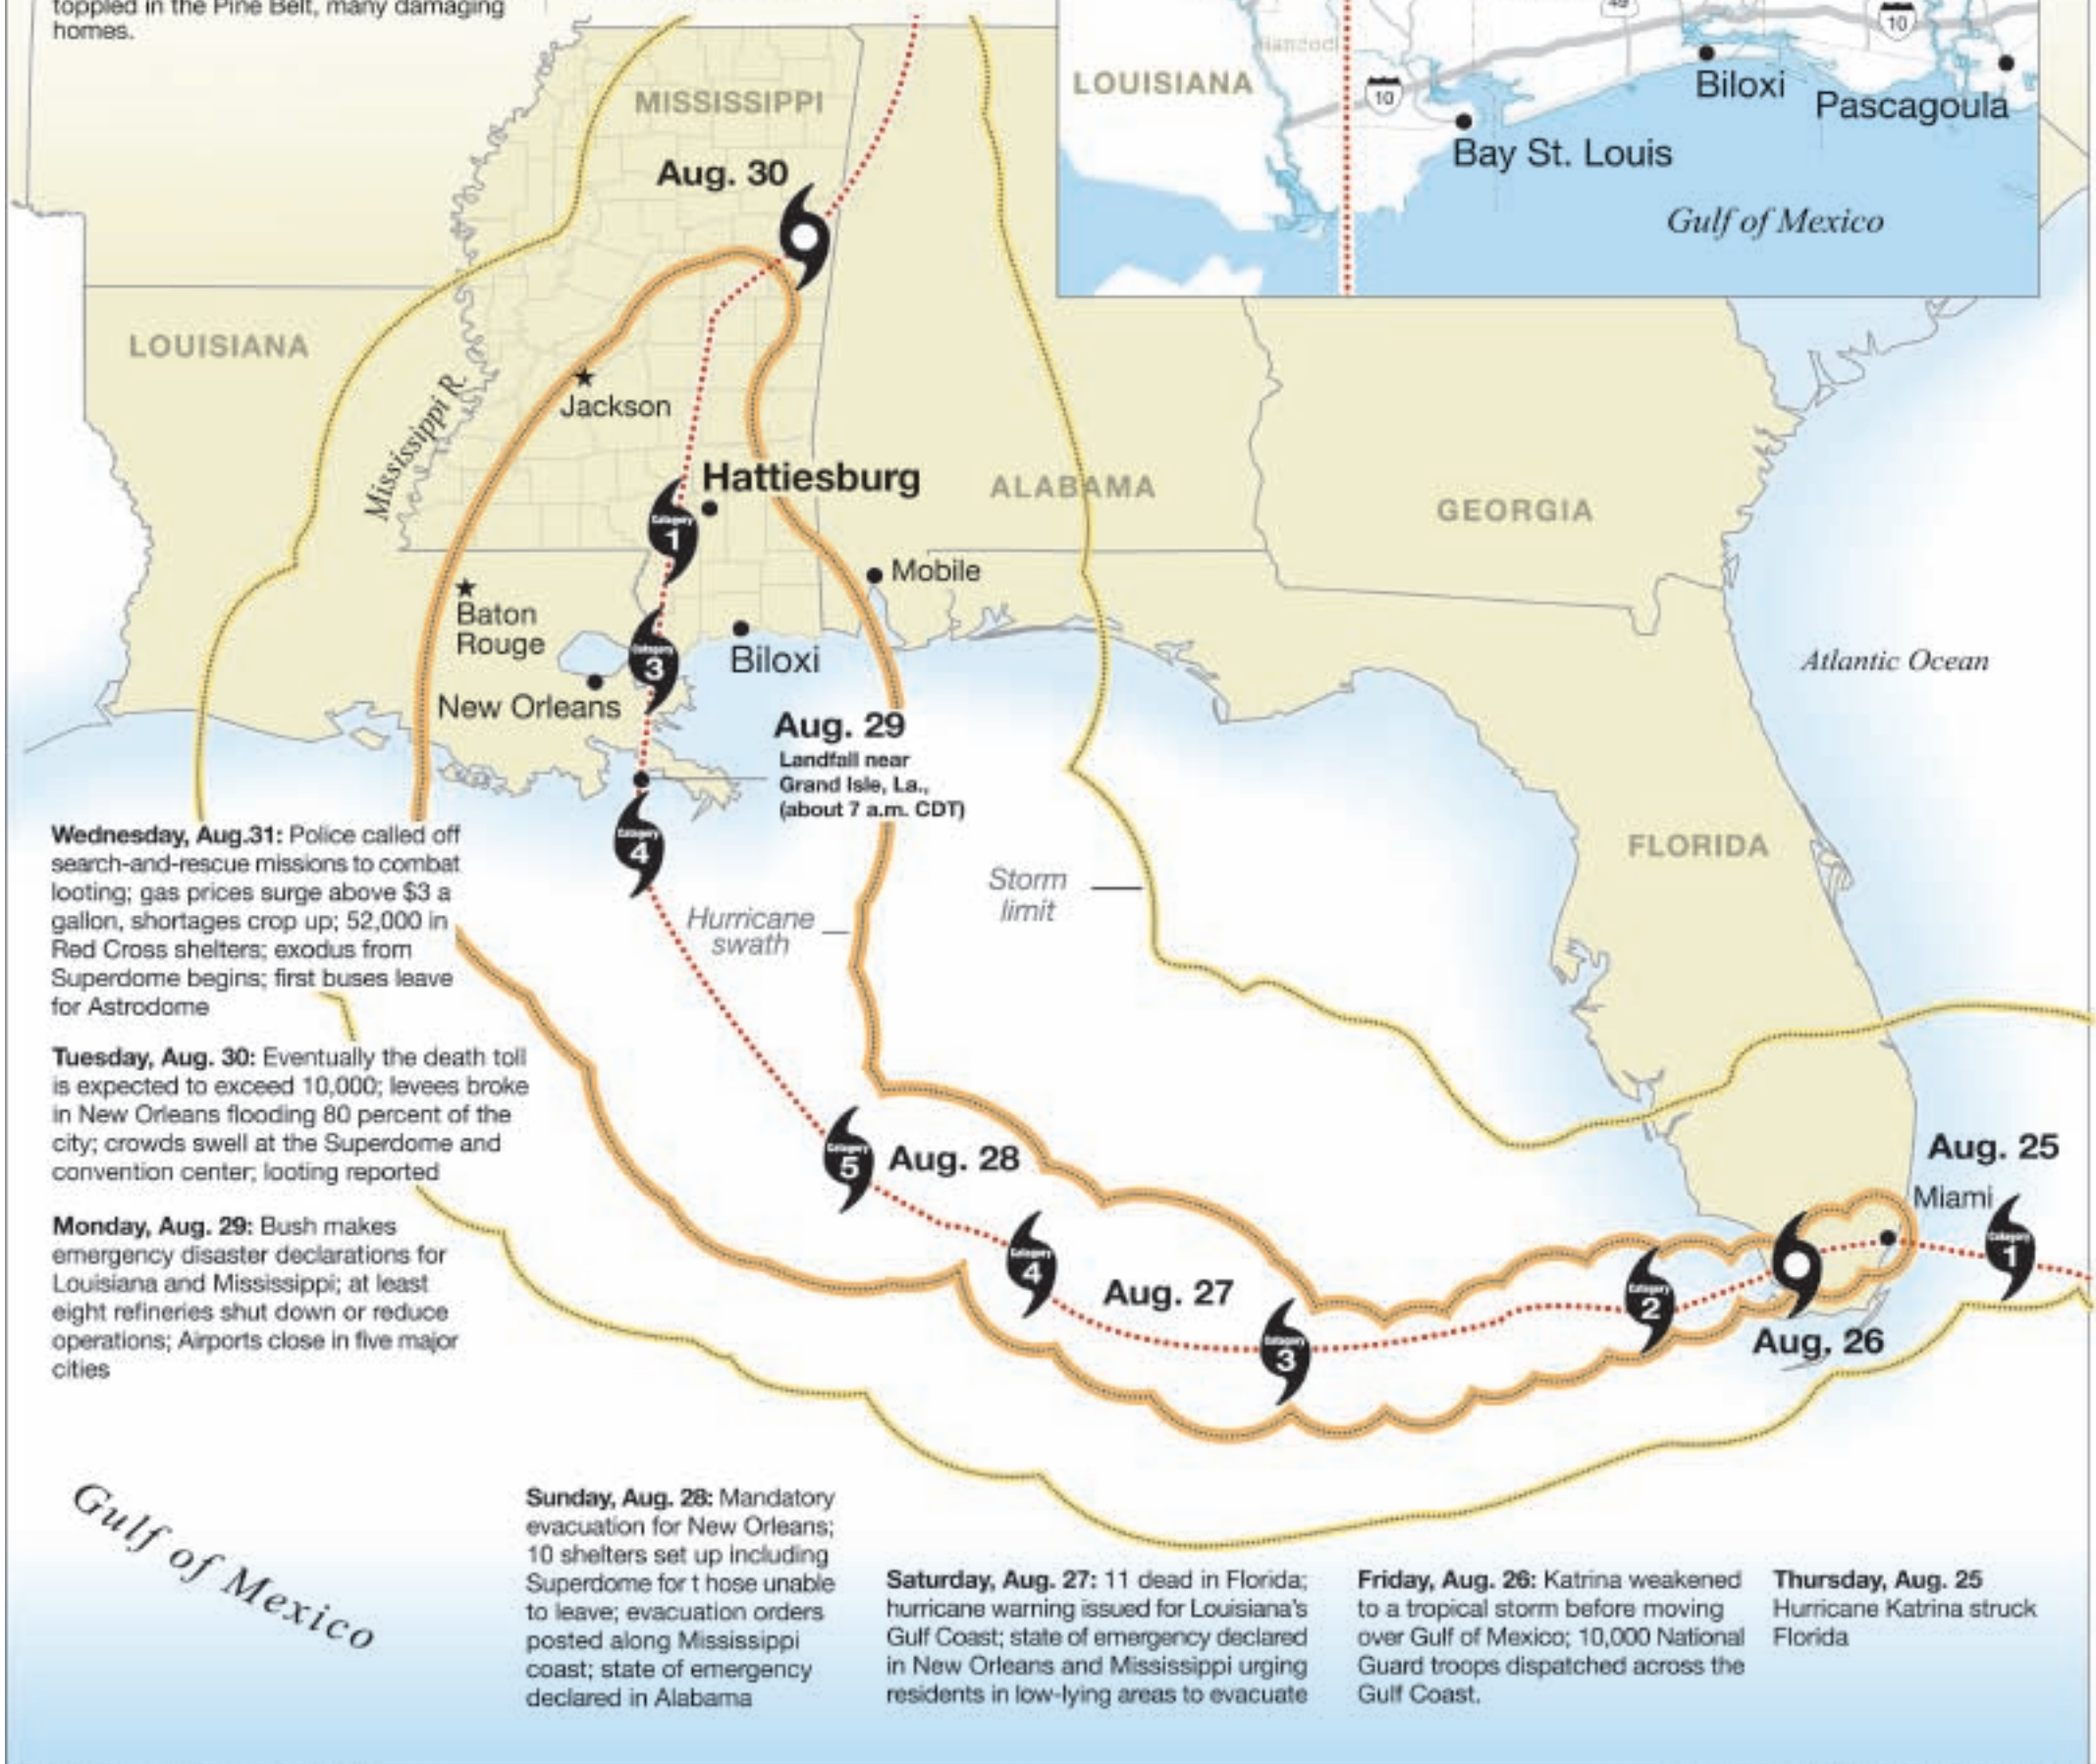 toppled in the Pine Belt, many damaging
homes.
49
10
Hancock
LOUISIANA
10
Biloxi
Pascagoula
Bay St. Louis
Gulf of Mexico
MISSISSIPPI
Aug. 30
LOUISIANA
Mississippi R.
Jackson
Hattiesburg
ALABAMA
GEORGIA
Category
1
Mobile
Baton
Rouge
Category
3
Biloxi
Atlantic Ocean
New Orleans
Aug. 29
Landfall near
Grand Isle, La.,
(about 7 a.m. CDT)
Category
4
FLORIDA
Storm
limit
Hurricane
swath
Wednesday, Aug.31: Police called off
search-and-rescue missions to combat
looting; gas prices surge above $3 a
gallon, shortages crop up; 52,000 in
Red Cross shelters; exodus from
Superdome begins; first buses leave
for Astrodome
Tuesday, Aug. 30: Eventually the death toll
is expected to exceed 10,000; levees broke
in New Orleans flooding 80 percent of the
city; crowds swell at the Superdome and
convention center; looting reported
Monday, Aug. 29: Bush makes
emergency disaster declarations for
Louisiana and Mississippi; at least
eight refineries shut down or reduce
operations; Airports close in five major
cities
Category
5
Aug. 28
Category
4
Aug. 27
Category
3
Category
2
Aug. 25
Miami
Category
1
Aug. 26
Gulf of Mexico
Sunday, Aug. 28: Mandatory
evacuation for New Orleans;
10 shelters set up including
Superdome for t hose unable
to leave; evacuation orders
posted along Mississippi
coast; state of emergency
declared in Alabama
Saturday, Aug. 27: 11 dead in Florida;
hurricane warning issued for Louisiana's
Gulf Coast; state of emergency declared
in New Orleans and Mississippi urging
residents in low-lying areas to evacuate
Friday, Aug. 26: Katrina weakened
to a tropical storm before moving
over Gulf of Mexico; 10,000 National
Guard troops dispatched across the
Gulf Coast.
Thursday, Aug. 25
Hurricane Katrina struck
Florida